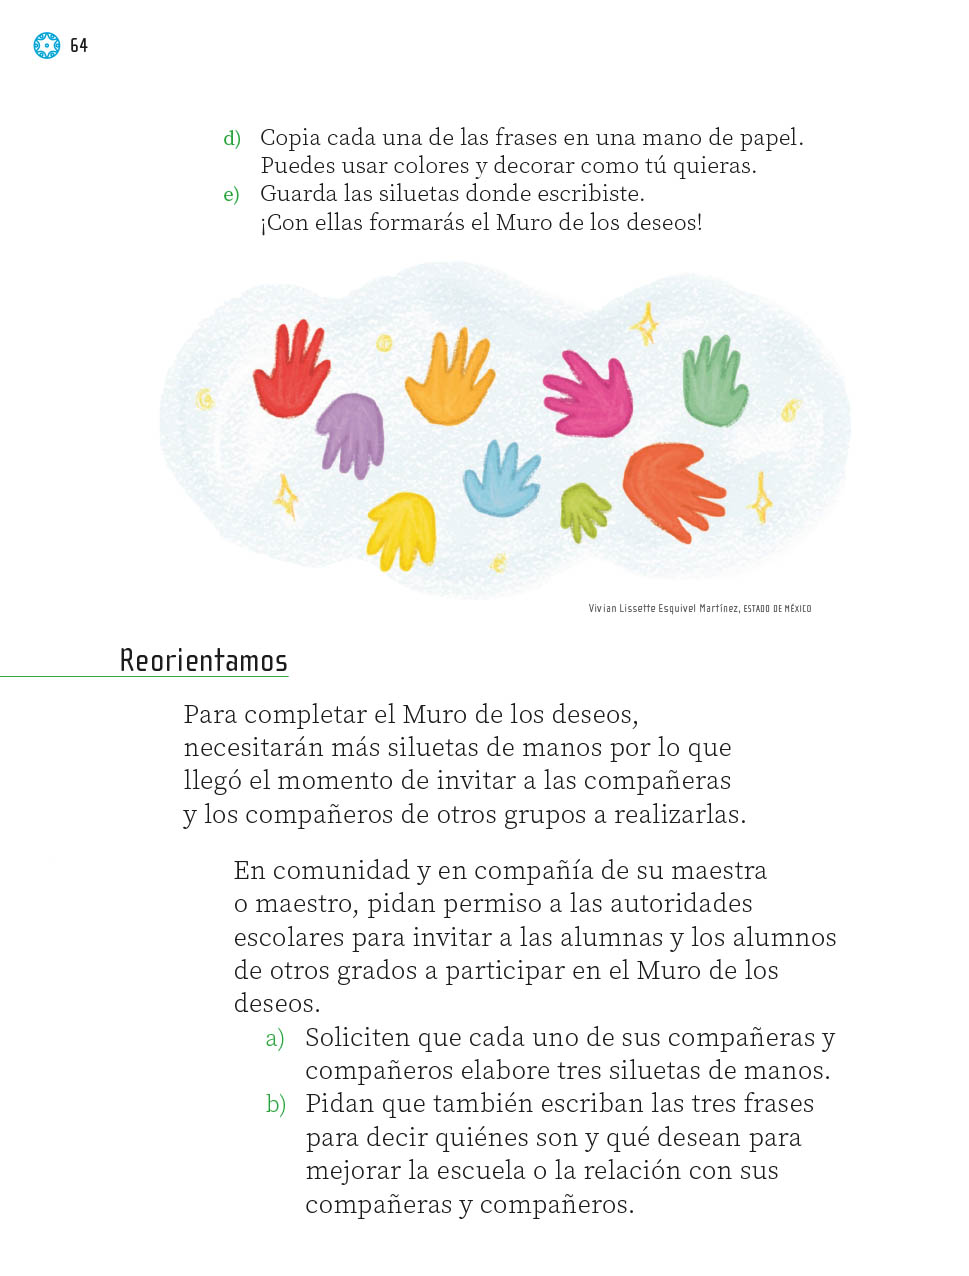 64
d) Copia cada una de las frases en una mano de papel.
Puedes usar colores y decorar como tú quieras.
e) Guarda las siluetas donde escribiste.
¡Con ellas formarás el Muro de los deseos!
Vivian Lissette Esquivel Martínez, ESTADO DE MÉXICO
Reorientamos
Para completar el Muro de los deseos,
necesitarán más siluetas de manos por lo que
llegó el momento de invitar a las compañeras
y los compañeros de otros grupos a realizarlas.
En comunidad y en compañía de su maestra
o maestro, pidan permiso a las autoridades
escolares para invitar a las alumnas y los alumnos
de otros grados a participar en el Muro de los
deseos.
a) Soliciten que cada uno de sus compañeras y
compañeros elabore tres siluetas de manos.
b) Pidan que también escriban las tres frases
para decir quiénes son y qué desean para
mejorar la escuela o la relación con sus
compañeras y compañeros.